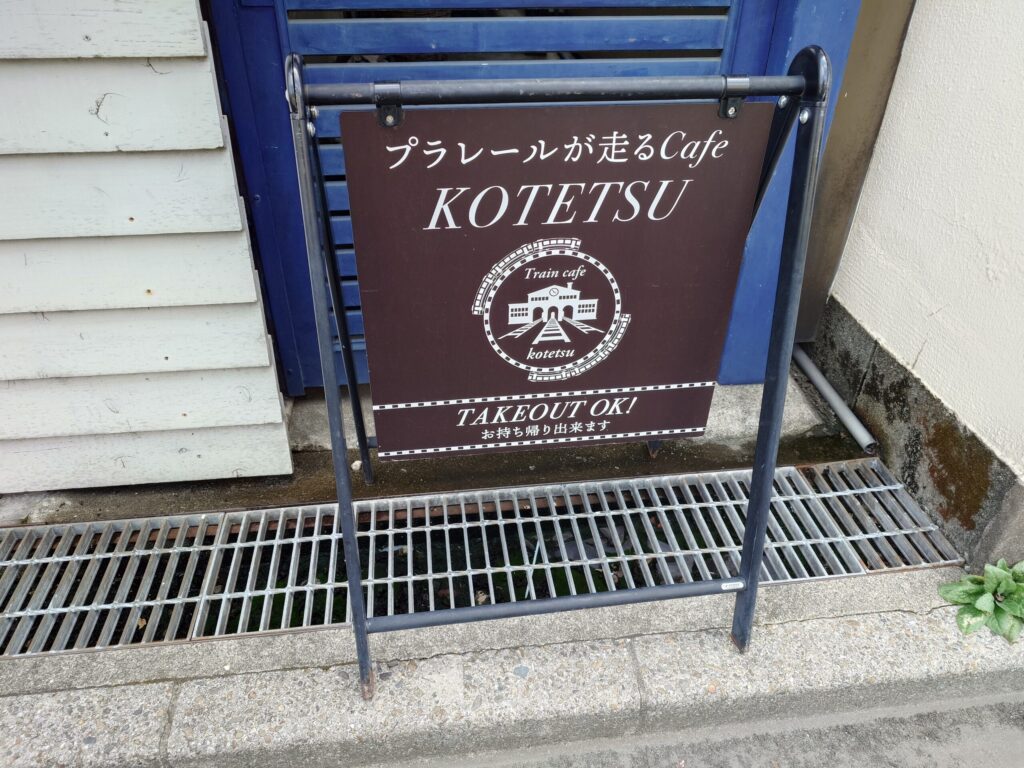 プラレールが走るCafe
KOTETSU
Train cafe
kotetsu
TAKEOUT OK!
お持ち帰り出来ます